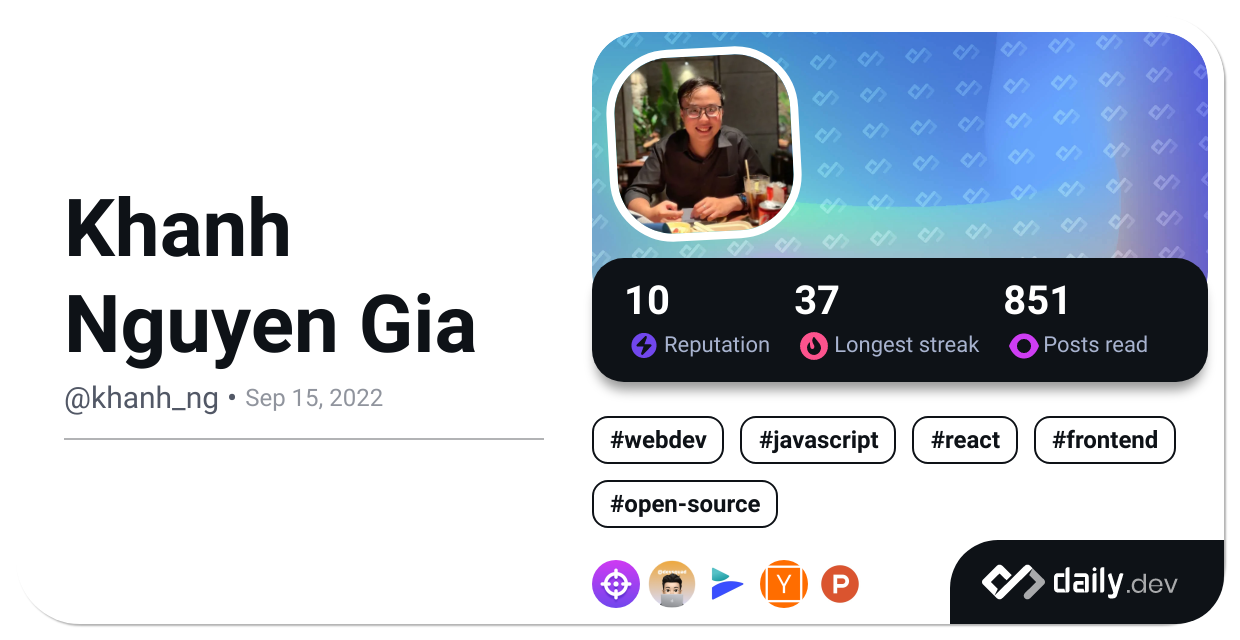 Khanh
Nguyen Gia
@khanh_ng • Sep 15, 2022
10 37 851
Reputation Longest streak Posts read
#webdev #javascript #react #frontend
#open-source
Y P
daily.dev